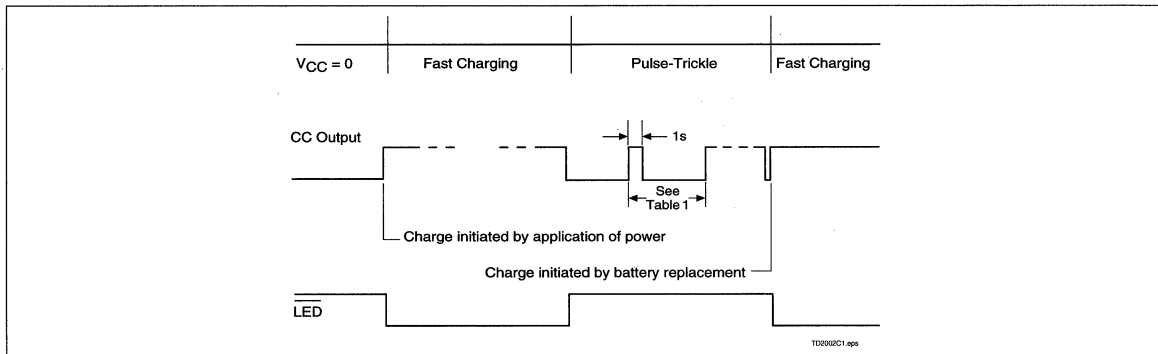 VCC = 0 Fast Charging Pulse-Trickle Fast Charging
1s
CC Output
See
Table 1
Charge initiated by application of power
Charge initiated by battery replacement
LED
TD2002C1.eps